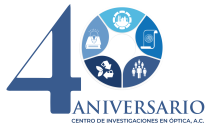 40
ANIVERSARIO
CENTRO DE INVESTIGACIONES EN ÓPTICA, A.C.